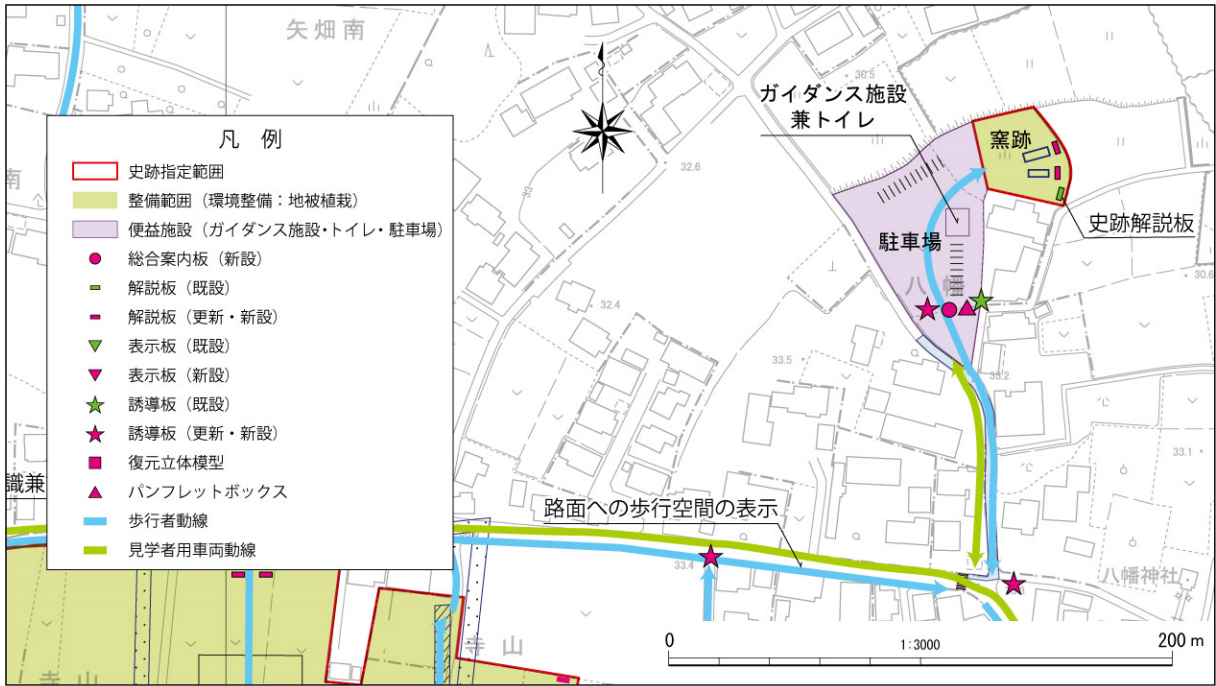 矢畑南
30.5
ガイダンス施設
兼トイレ
凡 例
史跡指定範囲
整備範囲（環境整備：地被植栽）
便益施設（ガイダンス施設・トイレ・駐車場）
総合案内板（新設）
解説板（既設）
解説板（更新・新設）
表示板（既設）
表示板（新設）
誘導板（既設）
誘導板（更新・新設）
復元立体模型
パンフレットボックス
歩行者動線
見学者用車両動線
南
33
32.6
窯跡
史跡解説板
駐車場
八幡
30.6
32.4
33.5
33.2
33.1
職兼
路面への歩行空間の表示
33.4
八幡神社
寺山
寺山
0
1:3000
200 m